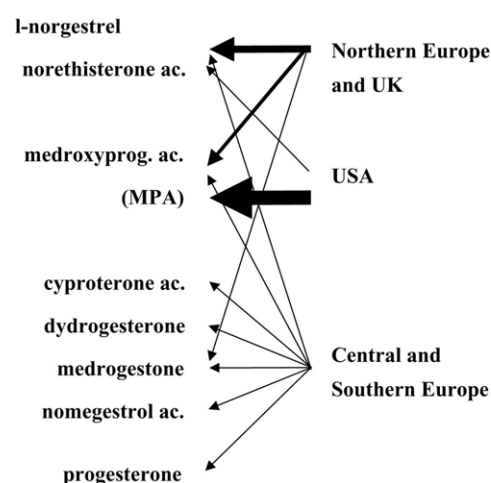 l-norgestrel
norethisterone ac.
medroxyprog. ac.
(MPA)
cyproterone ac.
dydrogesterone
medrogestone
nomegestrol ac.
progesterone
Northern Europe
and UK
USA
Central and
Southern Europe